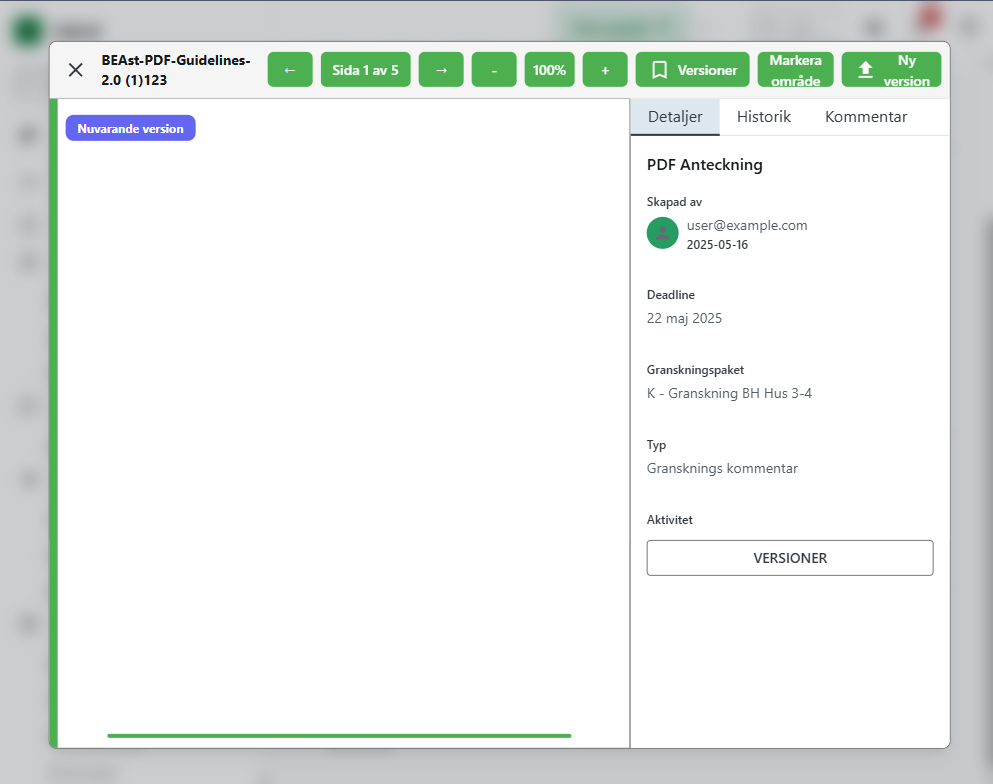 BEAst-PDF-Guidelines-
2.0 (1)123
←
Sida 1 av 5
→
-
100%
+
Versioner
Markera
område
Ny
version
Nuvarande version
Detaljer
Historik
Kommentar
PDF Anteckning
Skapad av
user@example.com
2025-05-16
Deadline
22 maj 2025
Granskningspaket
K - Granskning BH Hus 3-4
Typ
Gransknings kommentar
Aktivitet
VERSIONER